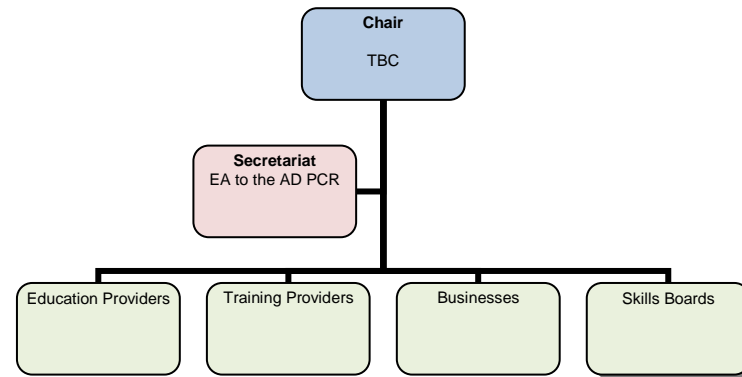 Chair
TBC
Secretariat
EA to the AD PCR
Education Providers
Training Providers
Businesses
Skills Boards